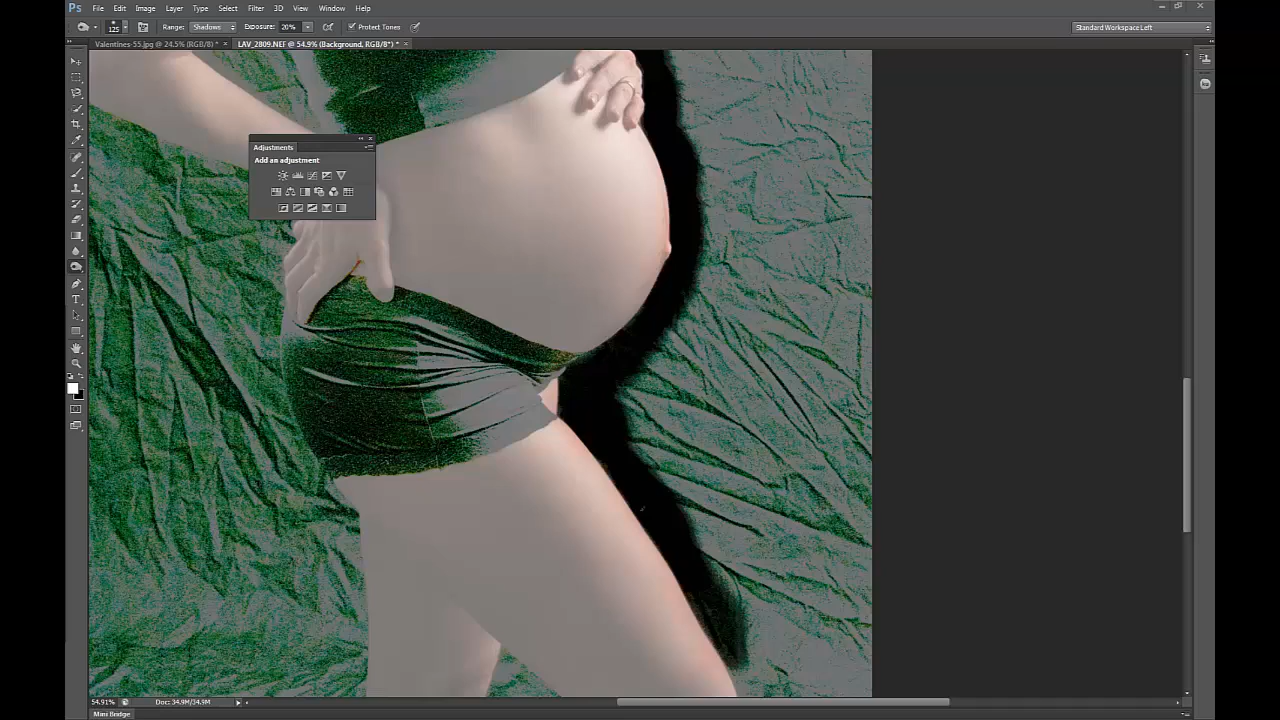 Ps File Edit Image Layer Type Select Filter 3D View Window Help
125 Range: Shadows Exposure: 20% Protect Tones Standard Workspace Left
Valentines-55.jpg @ 24.5% (RGB/8) * × LAV_2809.NEF @ 54.9% (Background, RGB/8*) * ×
Adjustments
Add an adjustment
54.91% Doc: 34.9M/34.9M
Mini Bridge